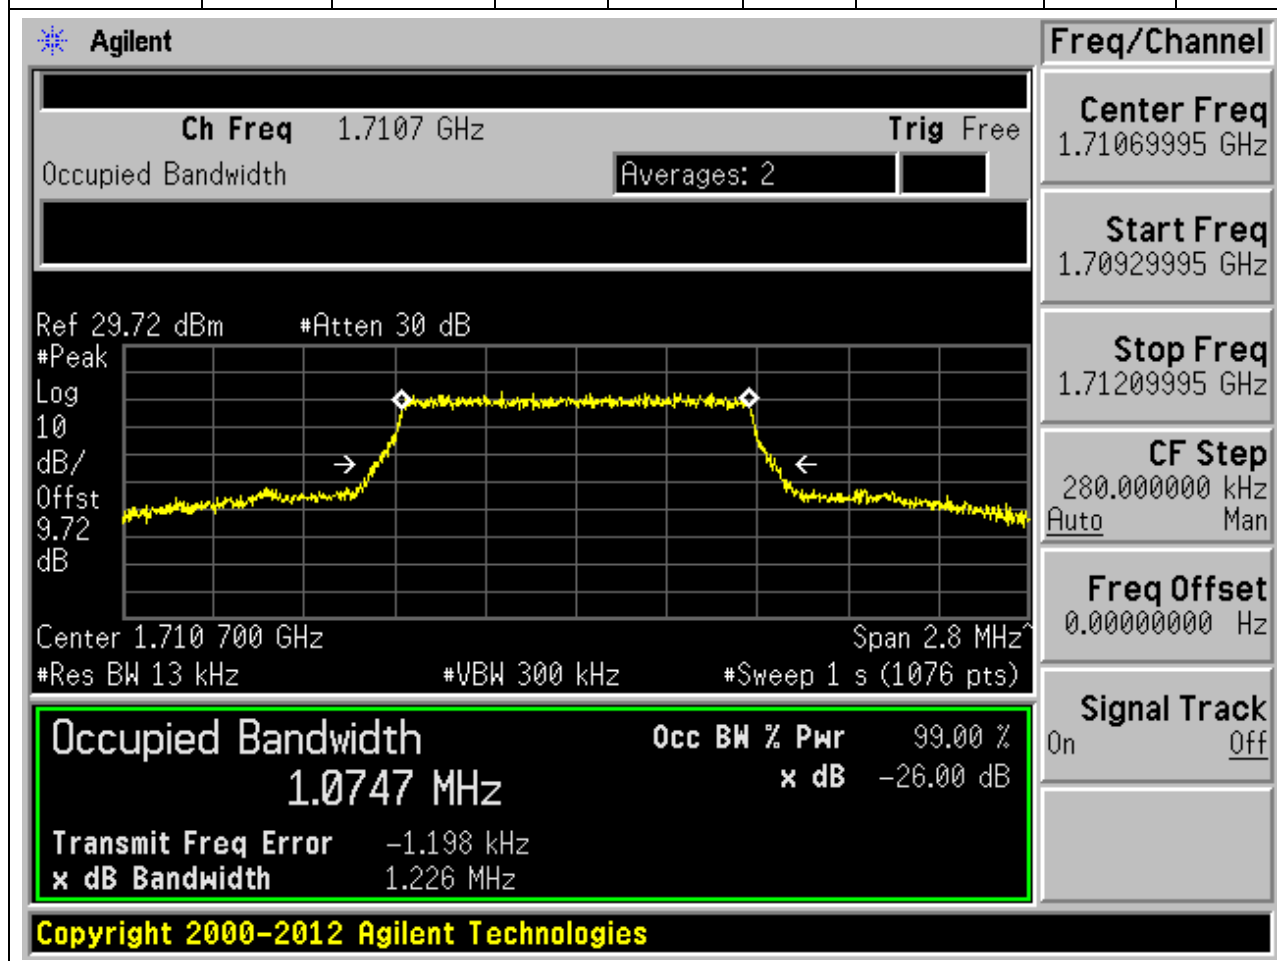 Agilent
Freq/Channel
Ch Freq 1.7107 GHz Trig Free
Occupied Bandwidth Averages: 2
Center Freq
1.71069995 GHz
Start Freq
1.70929995 GHz
Stop Freq
1.71209995 GHz
CF Step
280.000000 kHz
Auto Man
Freq Offset
0.00000000 Hz
Signal Track
On Off
Ref 29.72 dBm #Atten 30 dB
#Peak
Log
10
dB/
Offst
9.72
dB
Center 1.710 700 GHz Span 2.8 MHz^
#Res BW 13 kHz #VBW 300 kHz #Sweep 1 s (1076 pts)
Occupied Bandwidth Occ BW % Pwr 99.00 %
1.0747 MHz x dB -26.00 dB
Transmit Freq Error -1.198 kHz
x dB Bandwidth 1.226 MHz
Copyright 2000-2012 Agilent Technologies